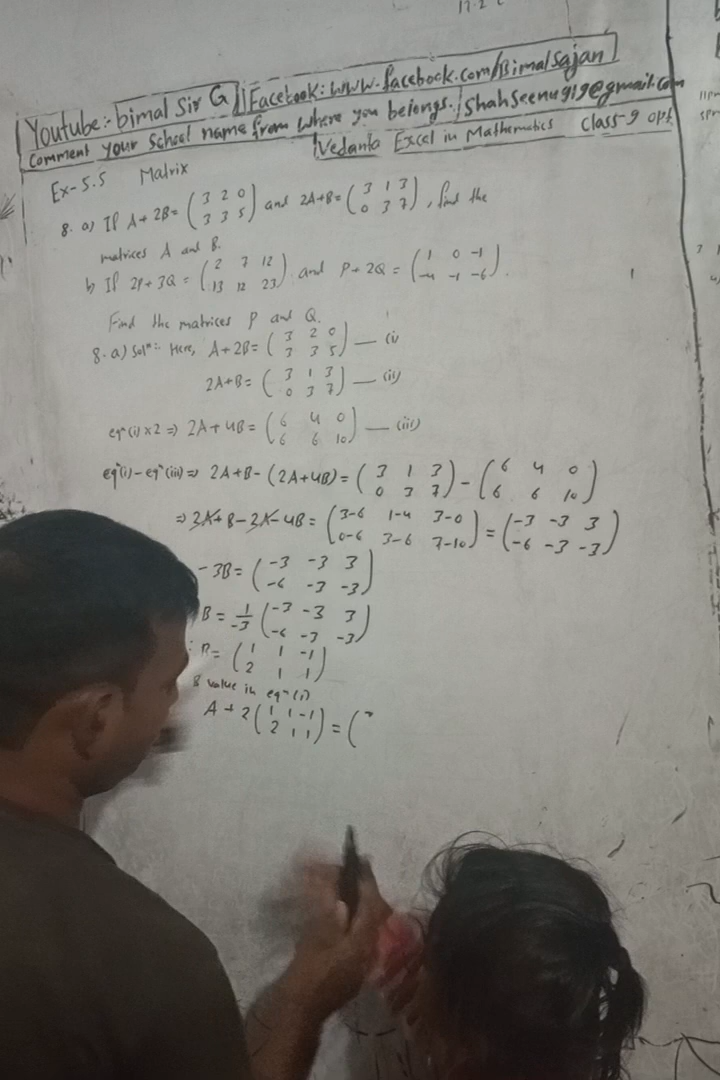 Youtube:- bimal Sir G || Facebook: www.facebook.com/BimalSajan
Comment your School name from where you belongs. | Shahseenu919@gmail.com
Vedanta Excel in Mathematics Class-9 opt
Ex-5.5 Matrix
8. a) If A + 2B = (3 2 0 / 3 3 5) and 2A+B = (3 1 3 / 0 3 7), find the
matrices A and B.
b) If 2P+3Q = (2 7 12 / 13 12 23) and P+2Q = (1 0 -1 / -4 -1 -6).
Find the matrices P and Q.
8. a) Solⁿ:- Here, A+2B = (3 2 0 / 3 3 5) — (i)
2A+B = (3 1 3 / 0 3 7) — (ii)
eqⁿ(i)×2 => 2A+4B = (6 4 0 / 6 6 10) — (iii)
eqⁿ(i) - eqⁿ(iii) => 2A+B-(2A+4B) = (3 1 3 / 0 3 7) - (6 4 0 / 6 6 10)
=> 2A+B-2A-4B = (3-6 1-4 3-0 / 0-6 3-6 7-10) = (-3 -3 3 / -6 -3 -3)
-3B = (-3 -3 3 / -6 -3 -3)
B = 1/-3 (-3 -3 3 / -6 -3 -3)
B = (1 1 -1 / 2 1 1)
B value in eqⁿ(i)
A + 2(1 1 -1 / 2 1 1) = (